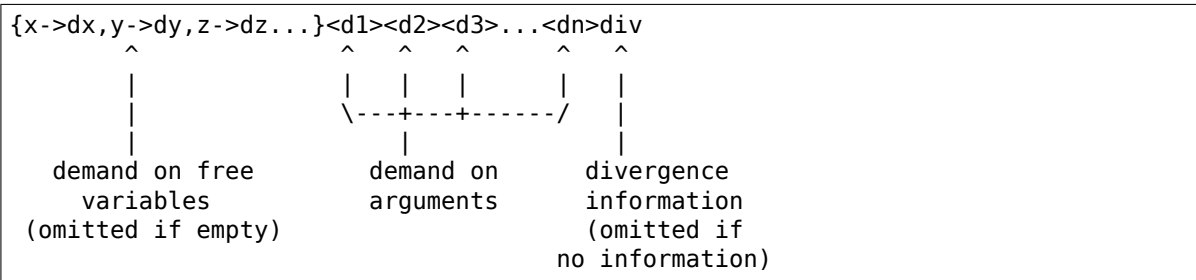 {x->dx,y->dy,z->dz...}<d1><d2><d3>...<dn>div
        ^              ^   ^   ^      ^   ^
        |              |   |   |      |   |
        |              \---+---+------/   |
        |                  |              |
   demand on free        demand on      divergence
     variables           arguments      information
 (omitted if empty)                     (omitted if
                                      no information)